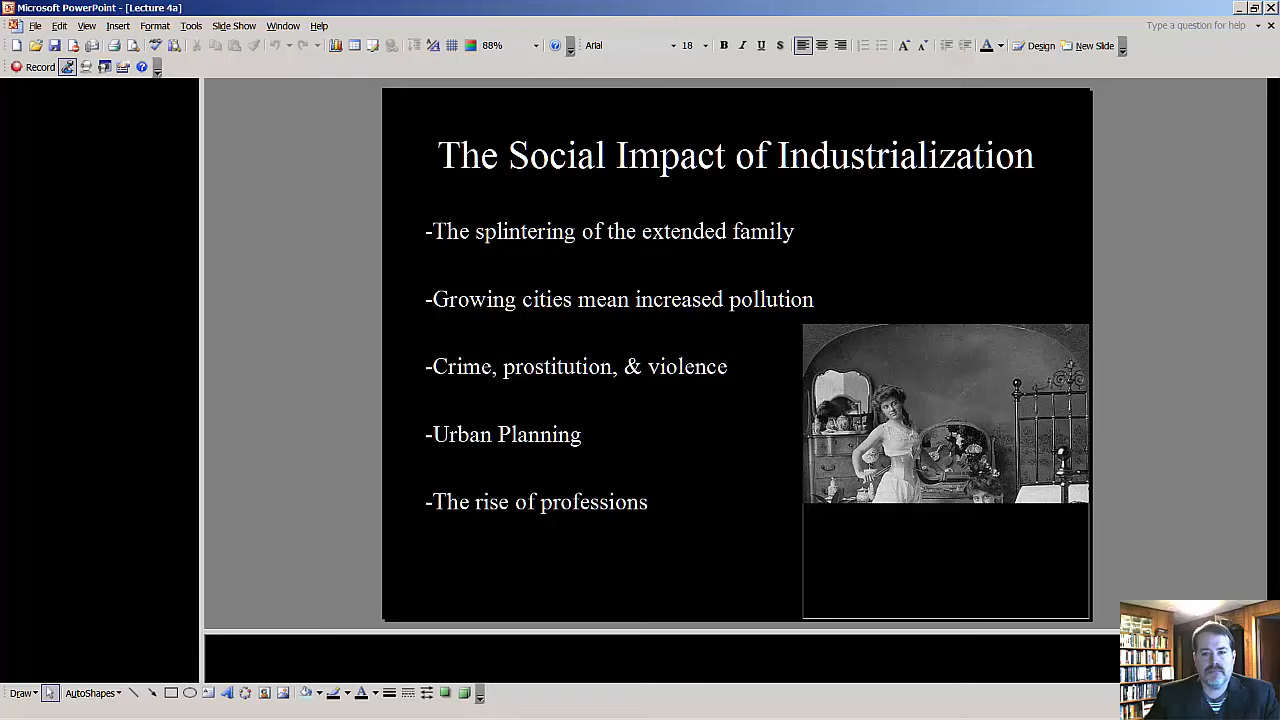 Microsoft PowerPoint - [Lecture 4a]
File Edit View Insert Format Tools Slide Show Window Help
Type a question for help
88% Arial 18 B I U S A A A Design New Slide
Record
The Social Impact of Industrialization
-The splintering of the extended family
-Growing cities mean increased pollution
-Crime, prostitution, & violence
-Urban Planning
-The rise of professions
Draw AutoShapes A